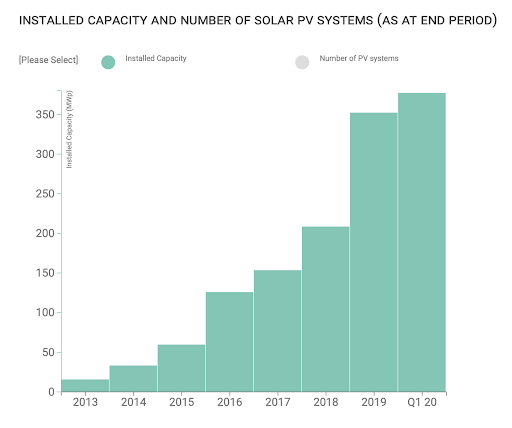 INSTALLED CAPACITY AND NUMBER OF SOLAR PV SYSTEMS (AS AT END PERIOD)
[Please Select] Installed Capacity Number of PV systems
Installed Capacity (MWp)
350
300
250
200
150
100
50
0
2013 2014 2015 2016 2017 2018 2019 Q1 20